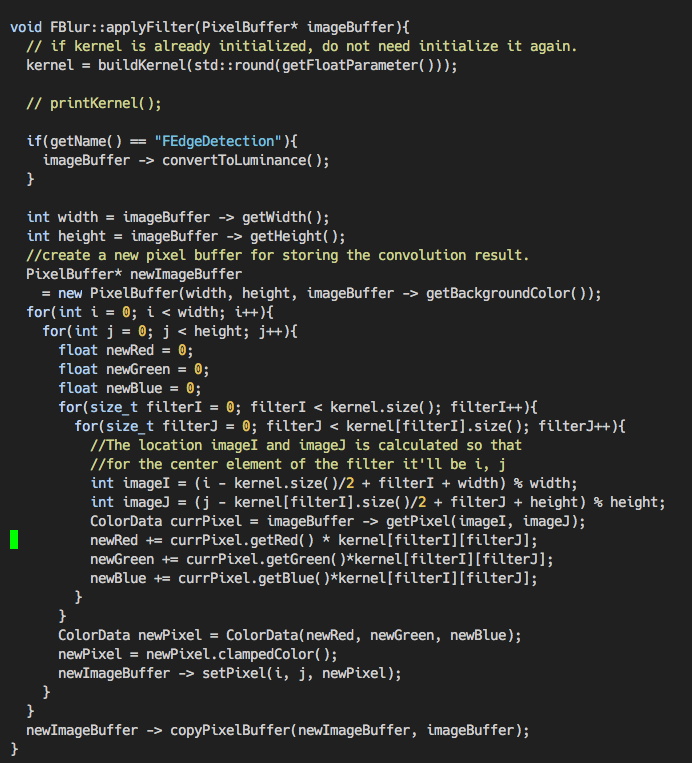 void FBlur::applyFilter(PixelBuffer* imageBuffer){
  // if kernel is already initialized, do not need initialize it again.
  kernel = buildKernel(std::round(getFloatParameter()));

  // printKernel();

  if(getName() == "FEdgeDetection"){
    imageBuffer -> convertToLuminance();
  }

  int width = imageBuffer -> getWidth();
  int height = imageBuffer -> getHeight();
  //create a new pixel buffer for storing the convolution result.
  PixelBuffer* newImageBuffer
    = new PixelBuffer(width, height, imageBuffer -> getBackgroundColor());
  for(int i = 0; i < width; i++){
    for(int j = 0; j < height; j++){
      float newRed = 0;
      float newGreen = 0;
      float newBlue = 0;
      for(size_t filterI = 0; filterI < kernel.size(); filterI++){
        for(size_t filterJ = 0; filterJ < kernel[filterI].size(); filterJ++){
          //The location imageI and imageJ is calculated so that
          //for the center element of the filter it'll be i, j
          int imageI = (i - kernel.size()/2 + filterI + width) % width;
          int imageJ = (j - kernel[filterI].size()/2 + filterJ + height) % height;
          ColorData currPixel = imageBuffer -> getPixel(imageI, imageJ);
          newRed += currPixel.getRed() * kernel[filterI][filterJ];
          newGreen += currPixel.getGreen()*kernel[filterI][filterJ];
          newBlue += currPixel.getBlue()*kernel[filterI][filterJ];
        }
      }
      ColorData newPixel = ColorData(newRed, newGreen, newBlue);
      newPixel = newPixel.clampedColor();
      newImageBuffer -> setPixel(i, j, newPixel);
    }
  }
  newImageBuffer -> copyPixelBuffer(newImageBuffer, imageBuffer);
}